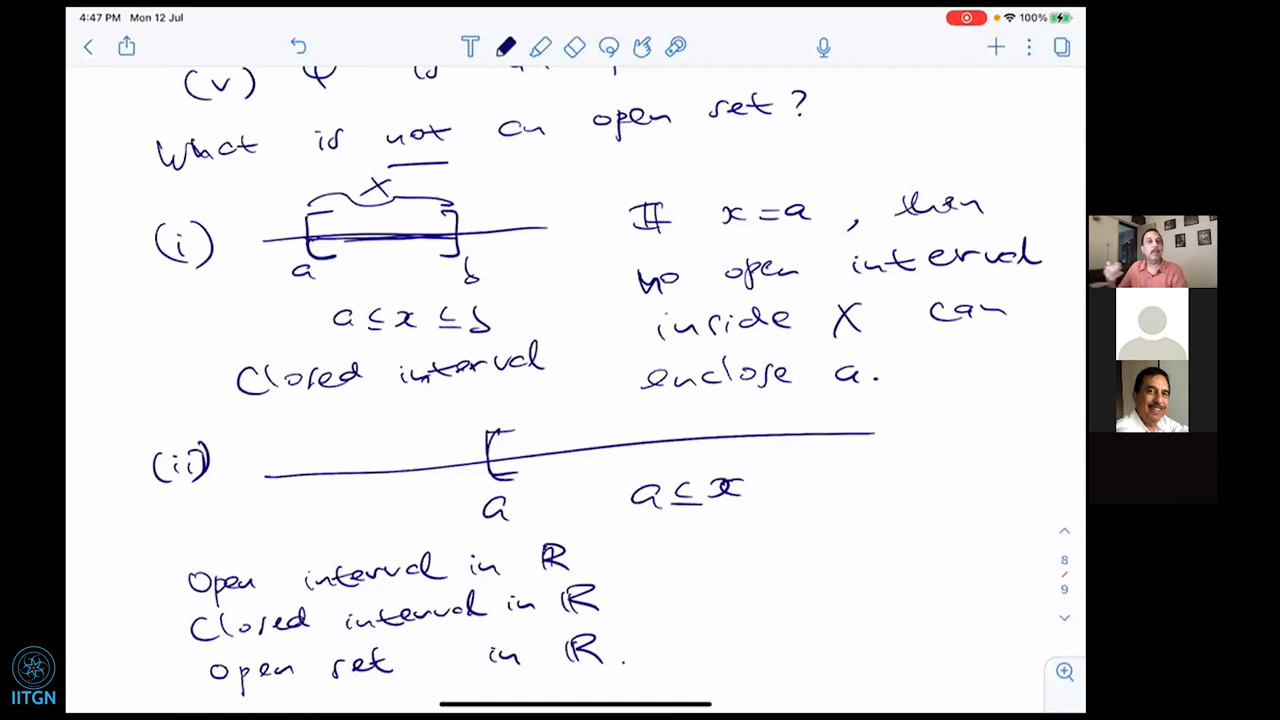 4:47 PM Mon 12 Jul
100%
(v) φ is
What is not an open set?
(i)
X
a
b
a ≤ x ≤ b
Closed interval
If x = a, then
no open interval
inside X can
enclose a.
(ii)
a
a ≤ x
Open interval in ℝ
Closed interval in ℝ
Open set in ℝ.
8
/
9
IITGN